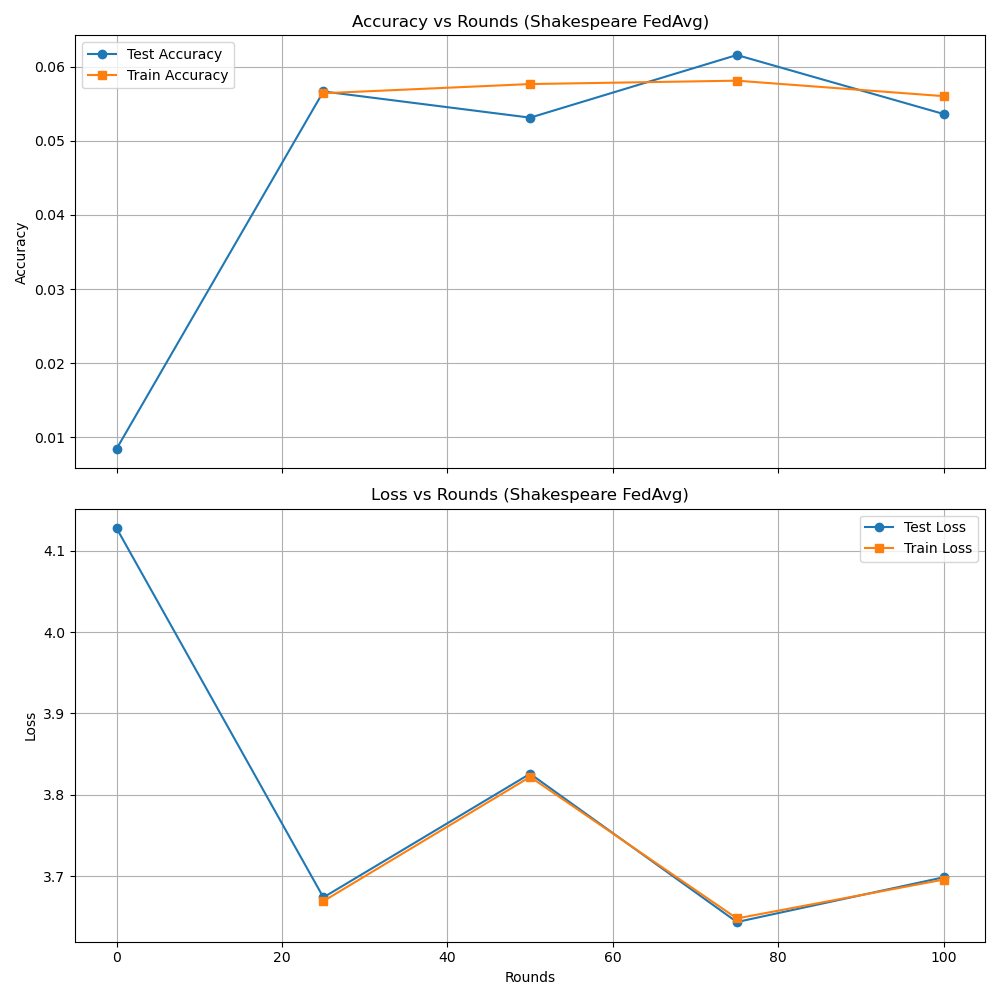 Accuracy vs Rounds (Shakespeare FedAvg)
Test Accuracy
Train Accuracy
0.06
0.05
0.04
0.03
0.02
0.01
Accuracy
Loss vs Rounds (Shakespeare FedAvg)
Test Loss
Train Loss
4.1
4.0
3.9
3.8
3.7
Loss
0 20 40 60 80 100
Rounds